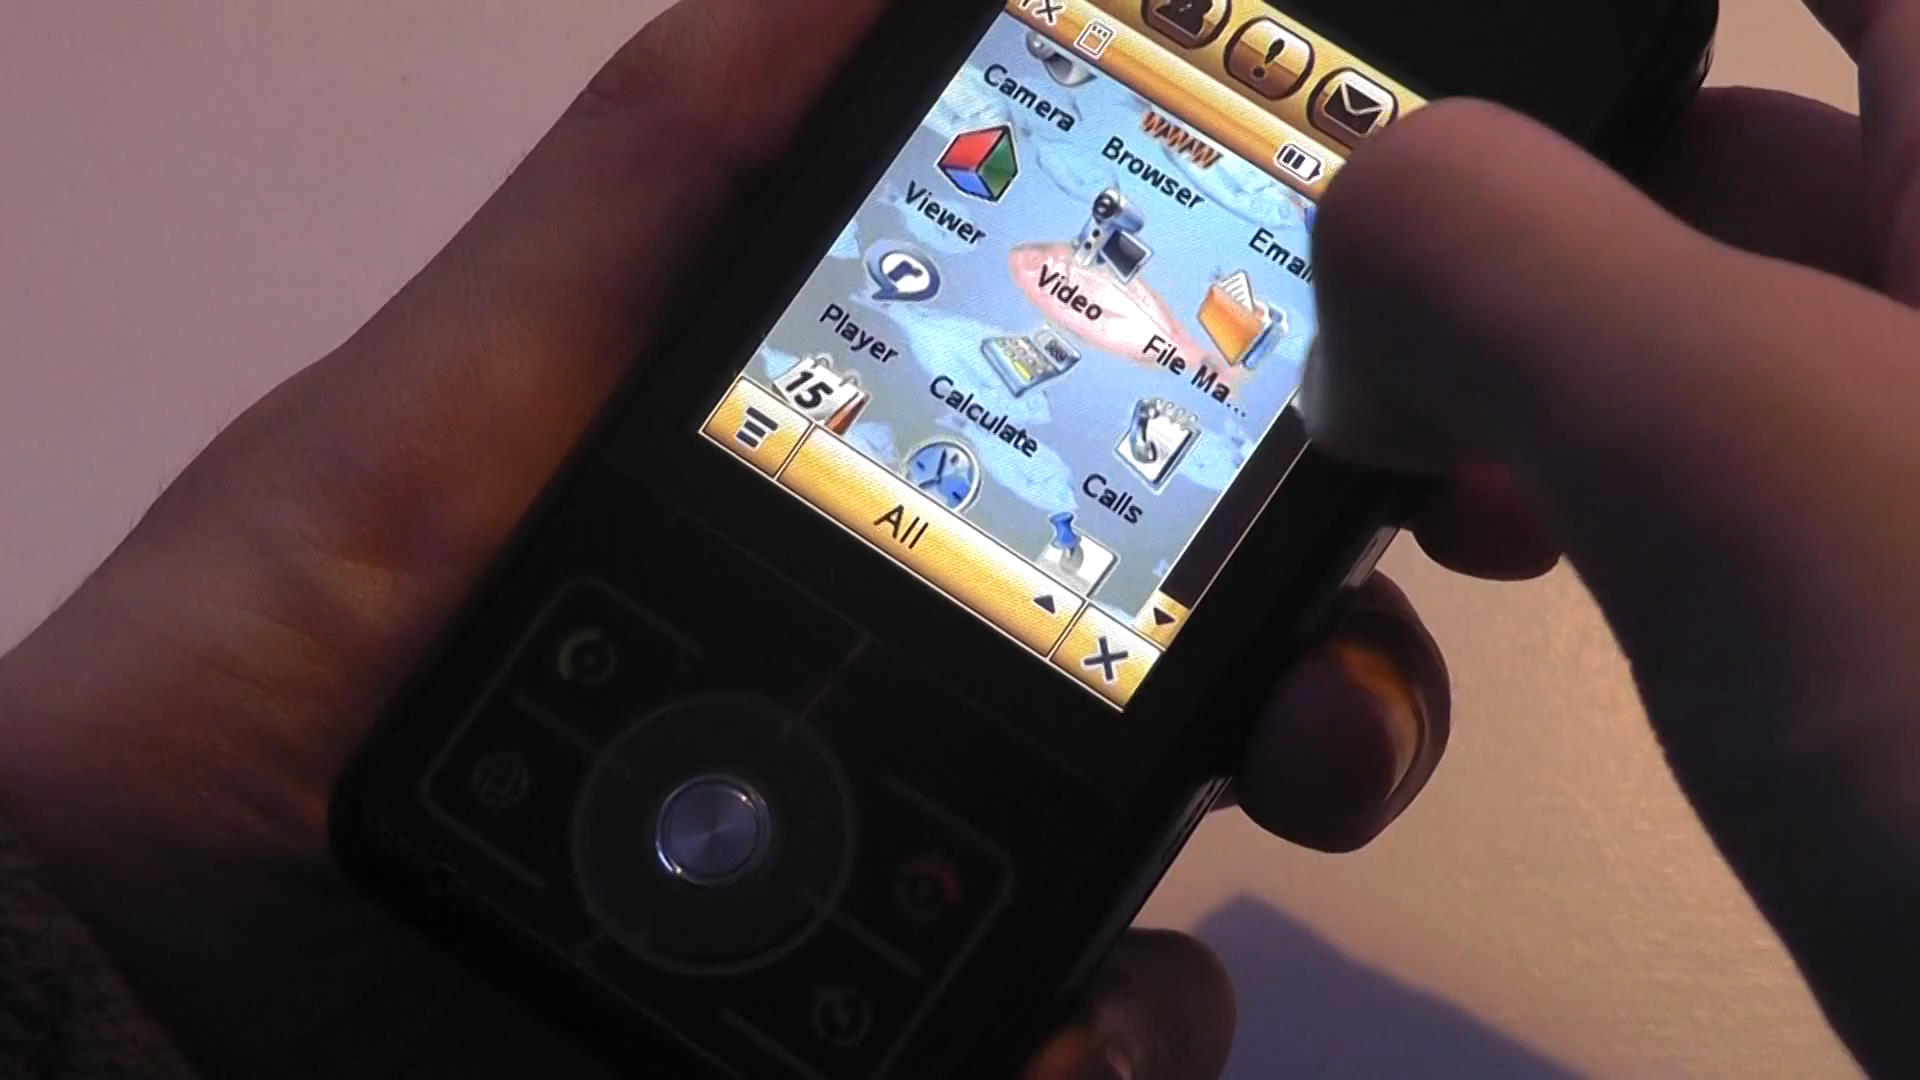 Camera
WWW
Browser
Email
Viewer
Video
File Ma...
Player
Calculate
Calls
15
All